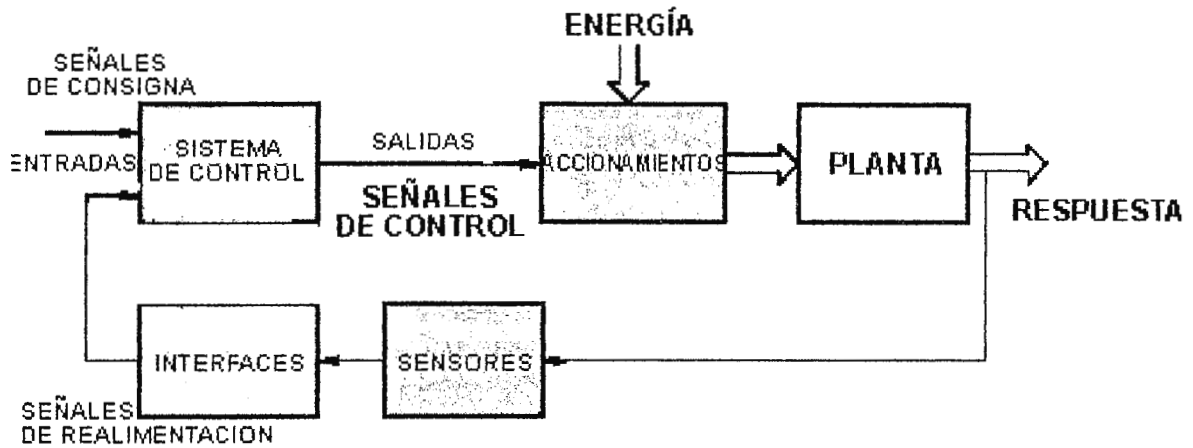 ENERGÍA
SEÑALES
DE CONSIGNA
ENTRADAS
SISTEMA
DE CONTROL
SALIDAS
SEÑALES
DE CONTROL
ACCIONAMIENTOS
PLANTA
RESPUESTA
INTERFACES
SENSORES
SEÑALES
DE REALIMENTACION